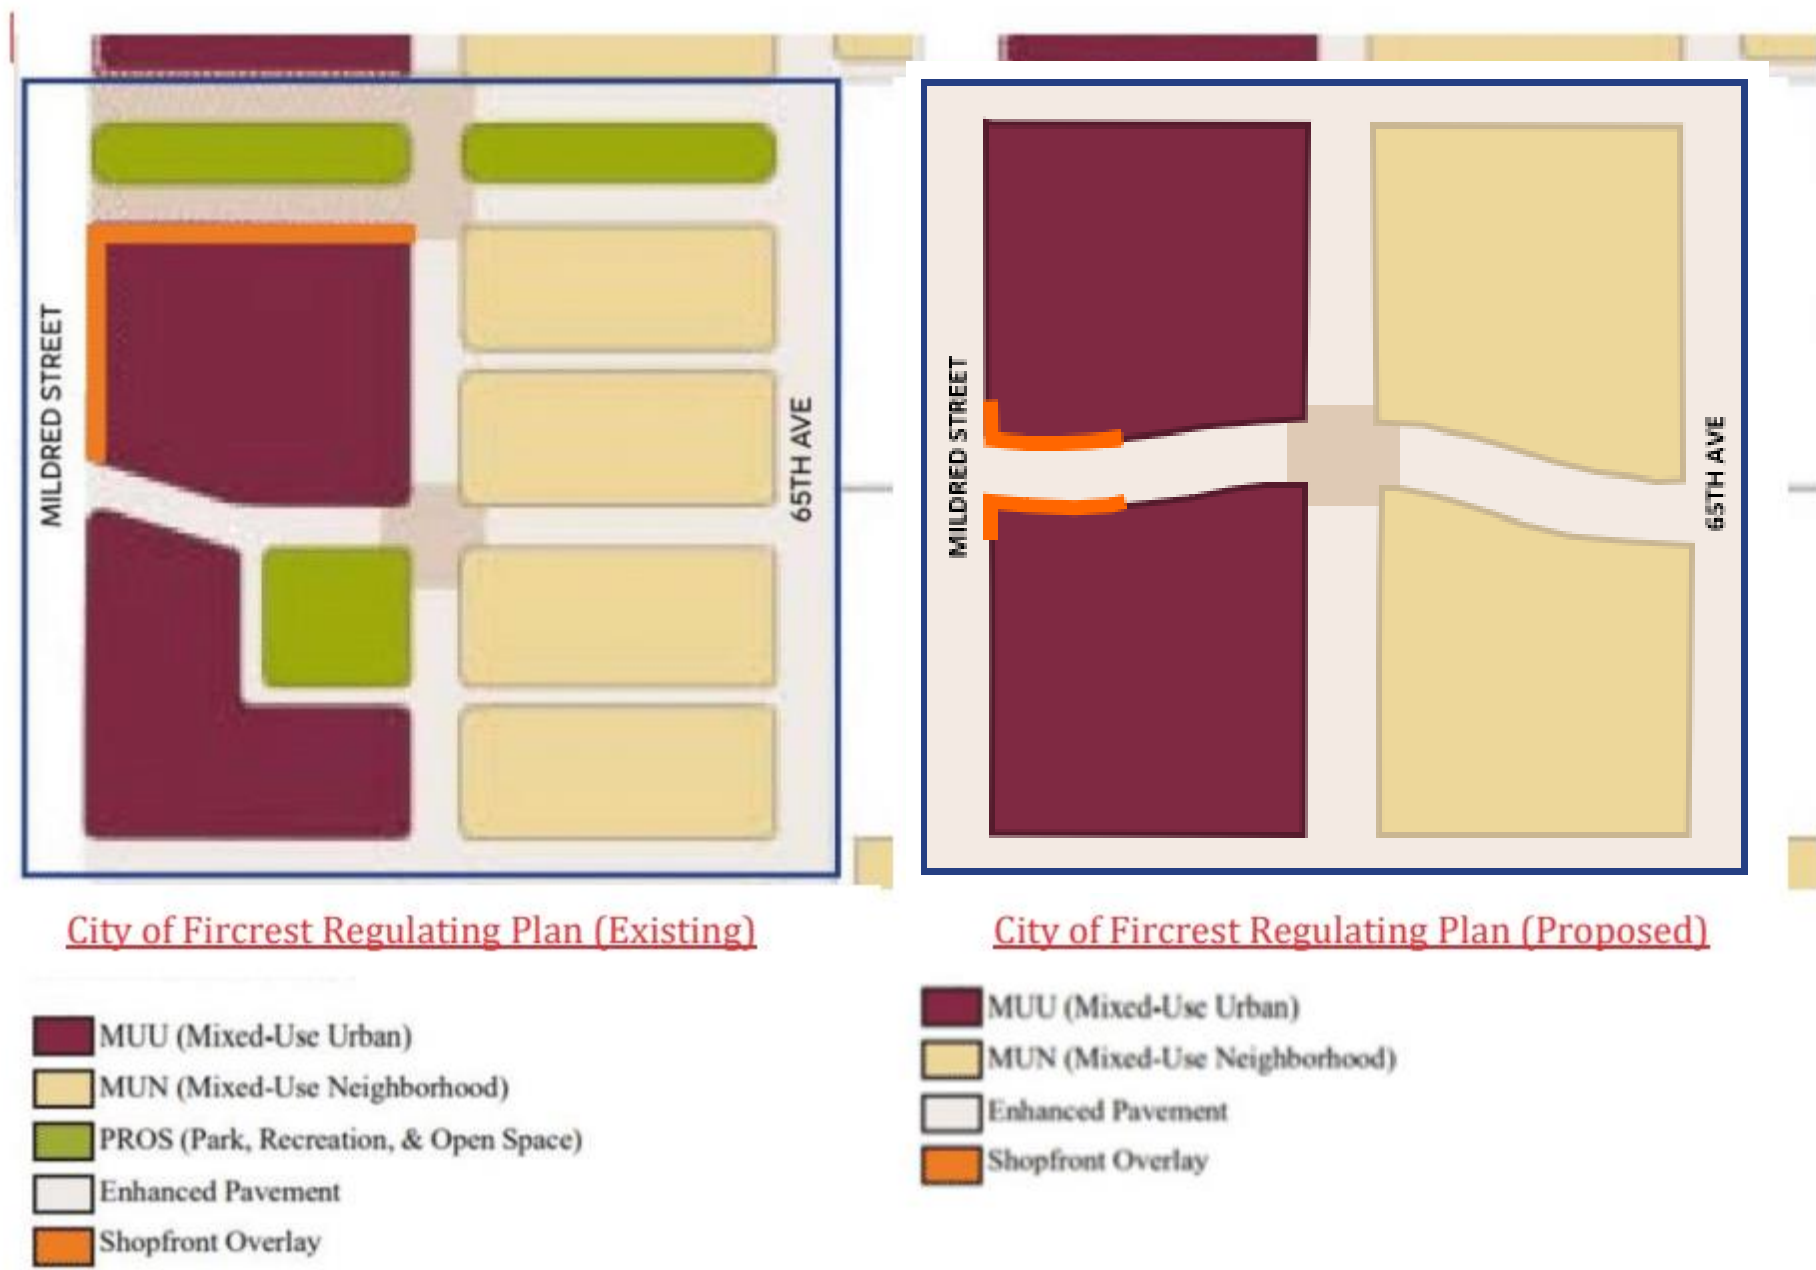 MILDRED STREET
65TH AVE
MILDRED STREET
65TH AVE
City of Fircrest Regulating Plan (Existing)
City of Fircrest Regulating Plan (Proposed)
MUU (Mixed-Use Urban)
MUN (Mixed-Use Neighborhood)
PROS (Park, Recreation, & Open Space)
Enhanced Pavement
Shopfront Overlay
MUU (Mixed-Use Urban)
MUN (Mixed-Use Neighborhood)
Enhanced Pavement
Shopfront Overlay